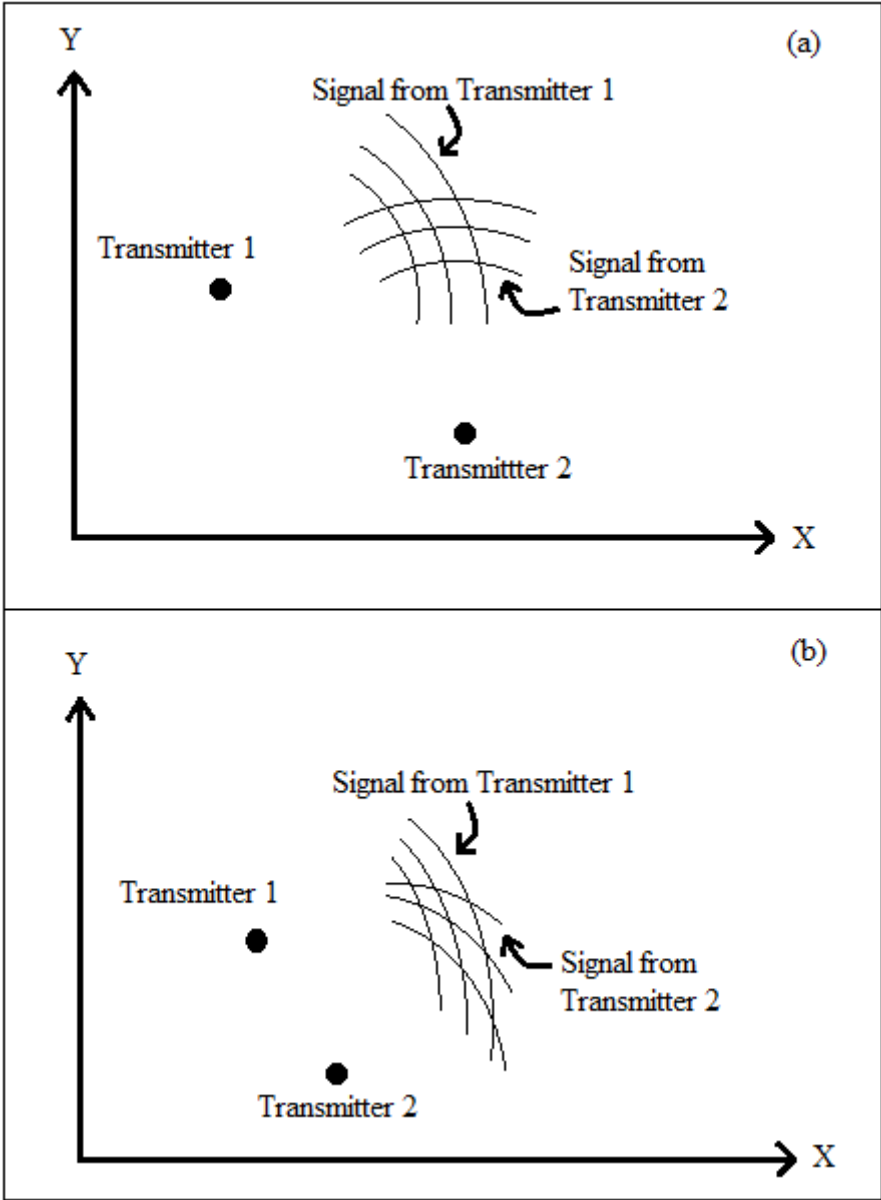 Y
(a)
Signal from Transmitter 1
Transmitter 1
Signal from
Transmitter 2
Transmittter 2
X
Y
(b)
Signal from Transmitter 1
Transmitter 1
Signal from
Transmitter 2
Transmitter 2
X